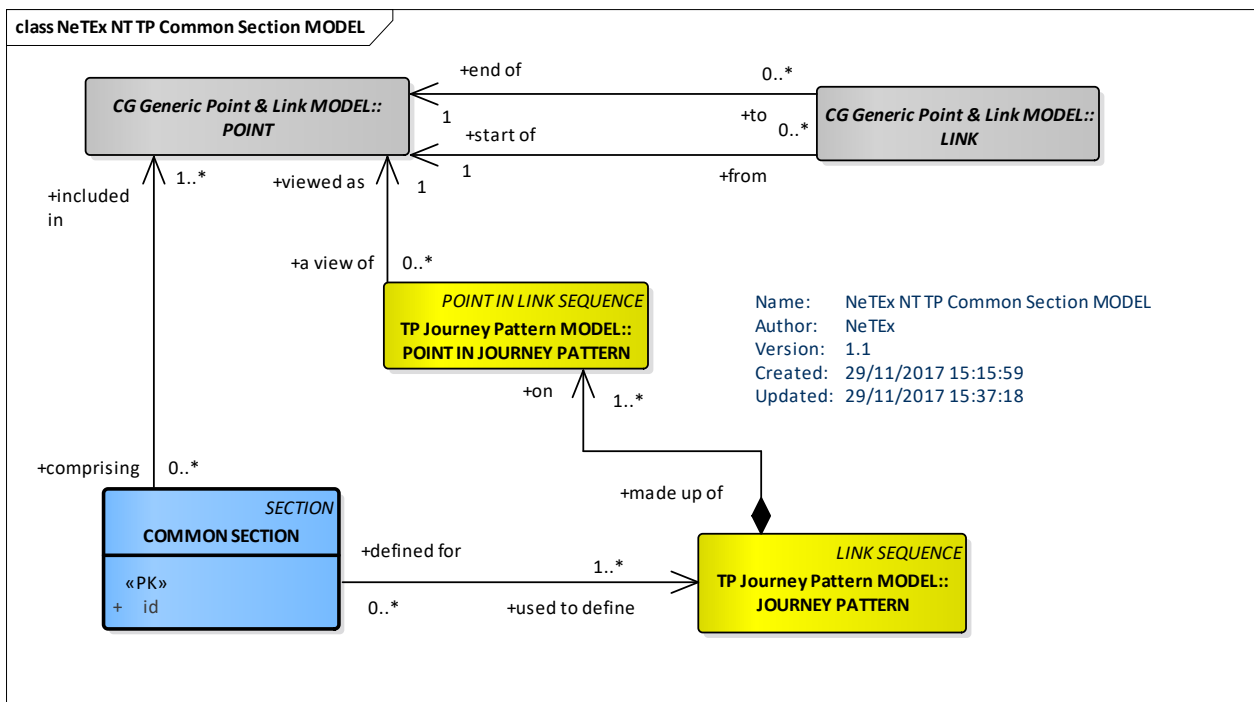 class NeTEx NT TP Common Section MODEL
CG Generic Point & Link MODEL::
POINT
+end of
0..*
1
+to
+start of
0..*
1
+from
CG Generic Point & Link MODEL::
LINK
+included
in
1..*
+viewed as
1
+a view of
0..*
POINT IN LINK SEQUENCE
TP Journey Pattern MODEL::
POINT IN JOURNEY PATTERN
Name: NeTEx NT TP Common Section MODEL
Author: NeTEx
Version: 1.1
Created: 29/11/2017 15:15:59
Updated: 29/11/2017 15:37:18
+on
1..*
+comprising
0..*
+made up of
SECTION
COMMON SECTION
«PK»
+ id
+defined for
0..*
1..*
+used to define
LINK SEQUENCE
TP Journey Pattern MODEL::
JOURNEY PATTERN